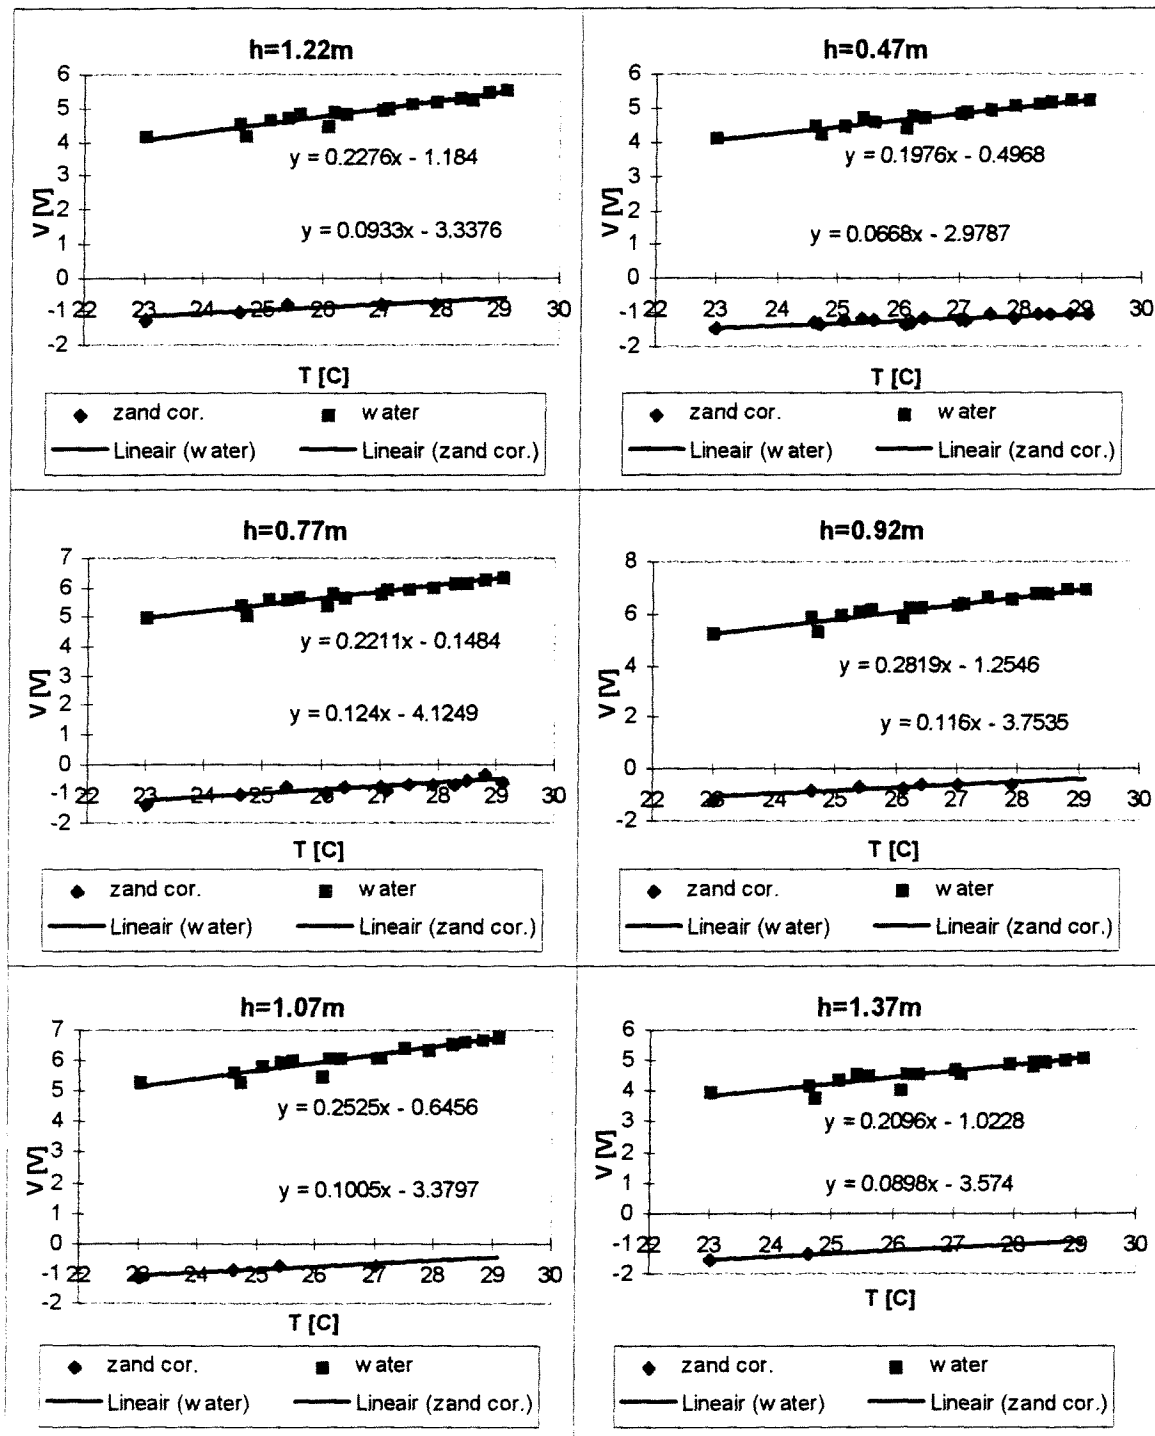 h=1.22m
6
5
4
3
2
1
0
-1
-2
V [V]
y = 0.2276x - 1.184
y = 0.0933x - 3.3376
22 23 24 25 26 27 28 29 30
T [C]
zand cor. water
Lineair (water) Lineair (zand cor.)
h=0.47m
6
5
4
3
2
1
0
-1
-2
V [V]
y = 0.1976x - 0.4968
y = 0.0668x - 2.9787
22 23 24 25 26 27 28 29 30
T [C]
zand cor. water
Lineair (water) Lineair (zand cor.)
h=0.77m
7
6
5
4
3
2
1
0
-1
-2
V [V]
y = 0.2211x - 0.1484
y = 0.124x - 4.1249
22 23 24 25 26 27 28 29 30
T [C]
zand cor. water
Lineair (water) Lineair (zand cor.)
h=0.92m
8
6
4
2
0
-2
V [V]
y = 0.2819x - 1.2546
y = 0.116x - 3.7535
22 23 24 25 26 27 28 29 30
T [C]
zand cor. water
Lineair (water) Lineair (zand cor.)
h=1.07m
7
6
5
4
3
2
1
0
-1
-2
V [V]
y = 0.2525x - 0.6456
y = 0.1005x - 3.3797
22 23 24 25 26 27 28 29 30
T [C]
zand cor. water
Lineair (water) Lineair (zand cor.)
h=1.37m
6
5
4
3
2
1
0
-1
-2
V [V]
y = 0.2096x - 1.0228
y = 0.0898x - 3.574
22 23 24 25 26 27 28 29 30
T [C]
zand cor. water
Lineair (water) Lineair (zand cor.)